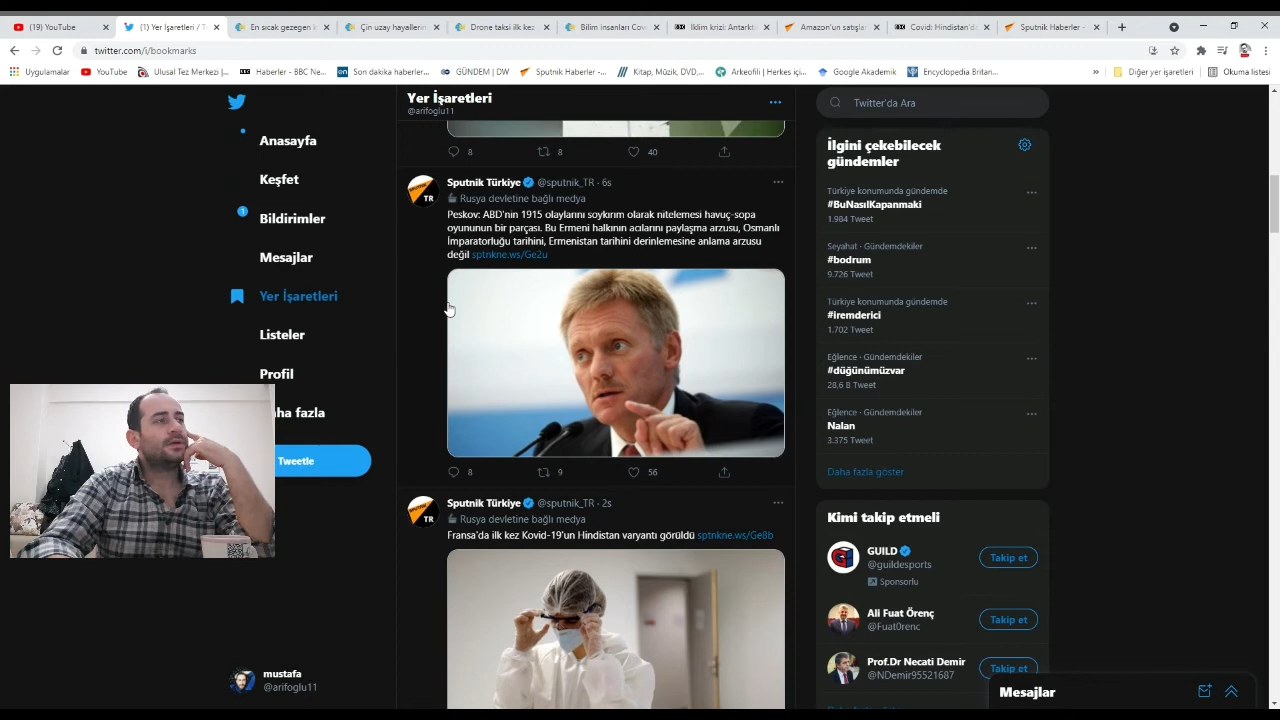 (19) YouTube
(1) Yer İşaretleri / T
En sıcak gezegen k
Çin uzay hayallerin
Drone taksi ilk kez
Bilim insanları Cov
İklim krizi: Antarkt
Amazon'un satışlar
Covid: Hindistan'd
Sputnik Haberler -
twitter.com/i/bookmarks
Uygulamalar
YouTube
Ulusal Tez Merkezi |...
Haberler - BBC Ne...
Son dakika haberler...
GÜNDEM | DW
Sputnik Haberler -...
Kitap, Müzik, DVD,...
Arkeofili | Herkes içi...
Google Akademik
Encyclopedia Britan...
»
Diğer yer işaretleri
Okuma listesi
Anasayfa
Keşfet
1
Bildirimler
Mesajlar
Yer İşaretleri
Listeler
Profil
aha fazla
Tweetle
mustafa
@arifoglu11
Yer İşaretleri
@arifoglu11
8
8
40
Sputnik Türkiye @sputnik_TR · 6s
Rusya devletine bağlı medya
Peskov: ABD'nin 1915 olaylarını soykırım olarak nitelemesi havuç-sopa
oyununun bir parçası. Bu Ermeni halkının acılarını paylaşma arzusu, Osmanlı
İmparatorluğu tarihini, Ermenistan tarihini derinlemesine anlama arzusu
değil sptnkne.ws/Ge2u
8
9
56
Sputnik Türkiye @sputnik_TR · 2s
Rusya devletine bağlı medya
Fransa'da ilk kez Kovid-19'un Hindistan varyantı görüldü sptnkne.ws/Ge8b
Twitter'da Ara
İlgini çekebilecek
gündemler
Türkiye konumunda gündemde
#BuNasılKapanmaki
1.984 Tweet
Seyahat · Gündemdekiler
#bodrum
9.726 Tweet
Türkiye konumunda gündemde
#iremderici
1.702 Tweet
Eğlence · Gündemdekiler
#düğünümüzvar
28,6 B Tweet
Eğlence · Gündemdekiler
Nalan
3.375 Tweet
Daha fazla göster
Kimi takip etmeli
GUILD
@guildesports
Sponsorlu
Takip et
Ali Fuat Örenç
@Fuat0renc
Takip et
Prof.Dr Necati Demir
@NDemir95521687
Takip et
Mesajlar